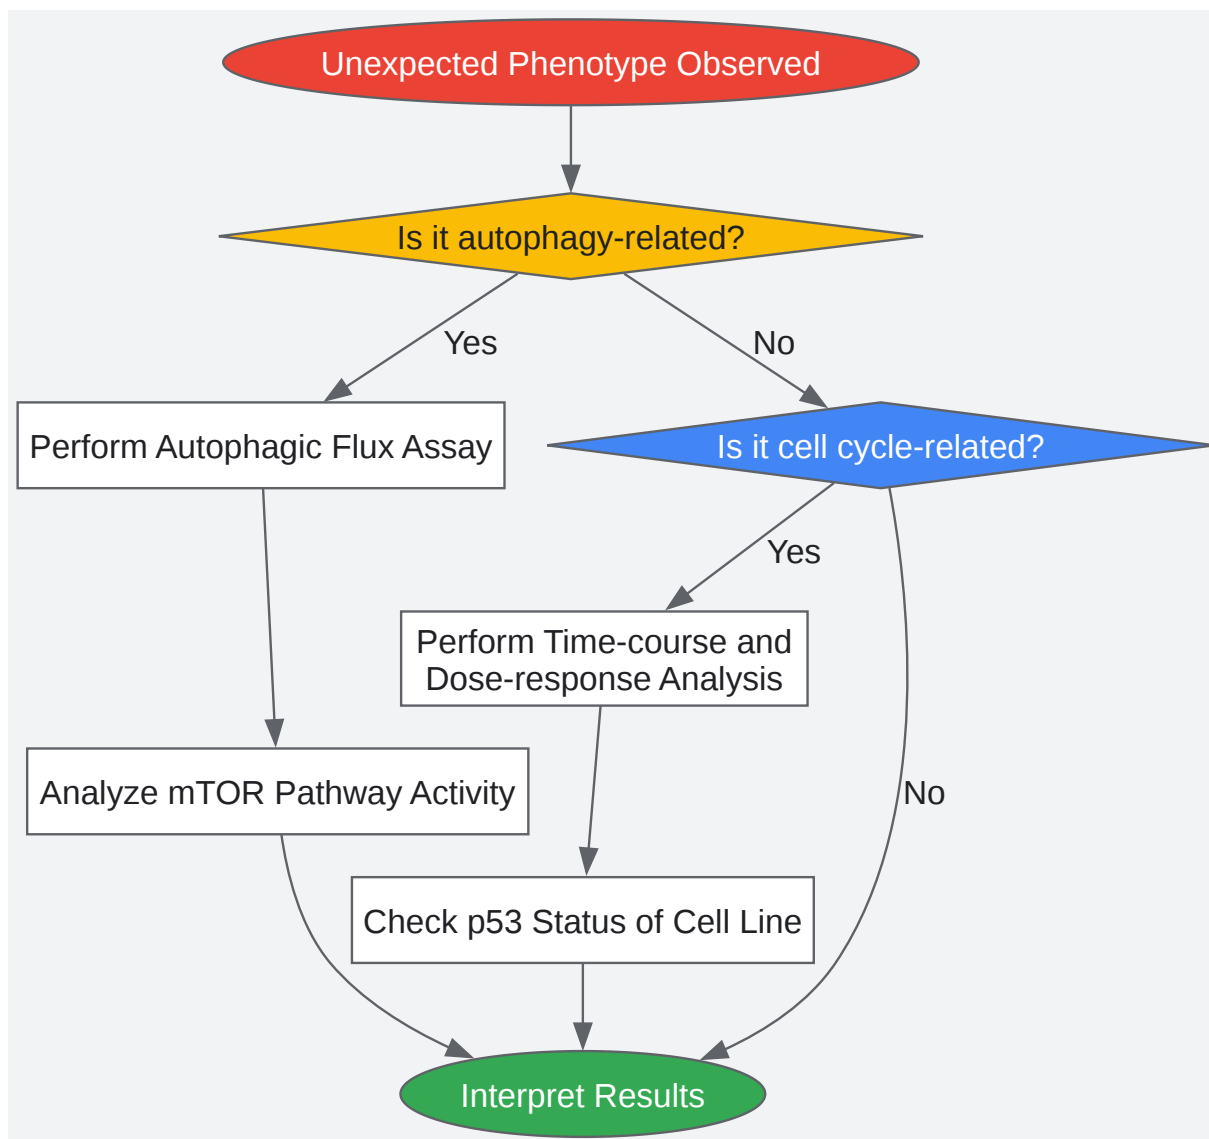 Unexpected Phenotype Observed
Is it autophagy-related?
Yes
No
Perform Autophagic Flux Assay
Is it cell cycle-related?
Yes
Perform Time-course and
Dose-response Analysis
Analyze mTOR Pathway Activity
No
Check p53 Status of Cell Line
Interpret Results